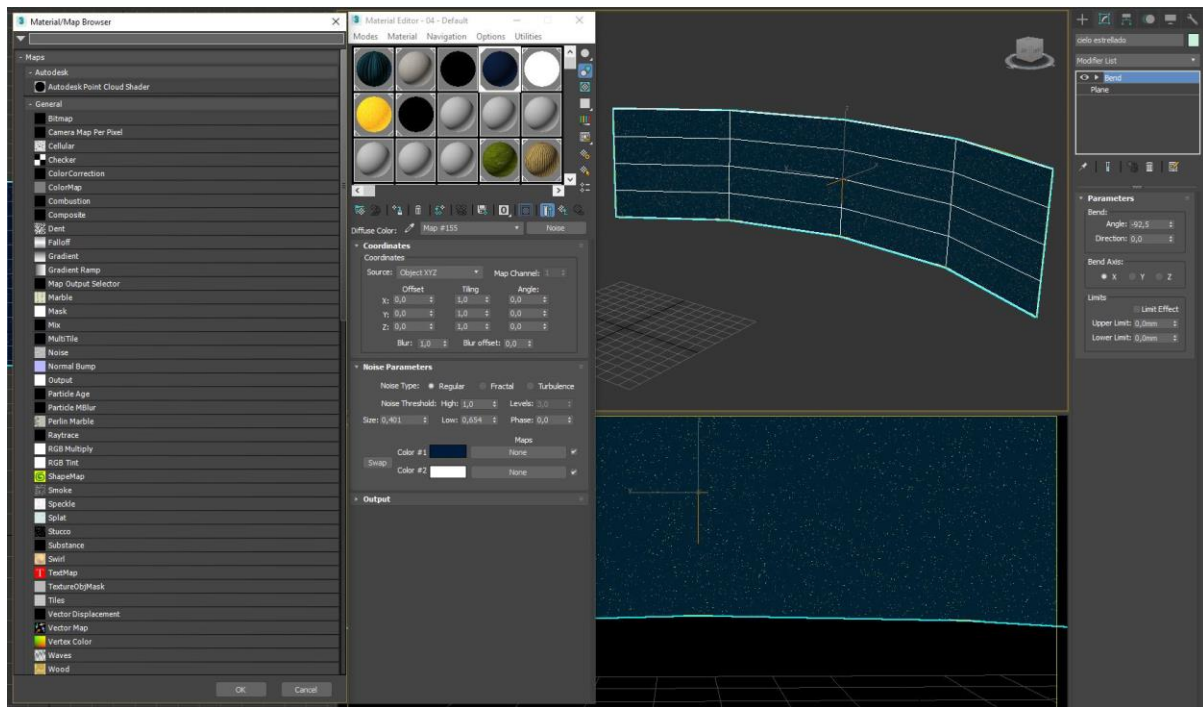 Material/Map Browser
- Maps
- Autodesk
Autodesk Point Cloud Shader
- General
Bitmap
Camera Map Per Pixel
Cellular
Checker
ColorCorrection
ColorMap
Combustion
Composite
Dent
Falloff
Gradient
Gradient Ramp
Map Output Selector
Marble
Mask
Mix
MultiTile
Noise
Normal Bump
Output
Particle Age
Particle MBlur
Perlin Marble
Raytrace
RGB Multiply
RGB Tint
ShapeMap
Smoke
Speckle
Splat
Stucco
Substance
Swirl
TextMap
TextureObjMask
Tiles
Vector Displacement
Vector Map
Vertex Color
Waves
Wood
OK Cancel
Material Editor - 04 - Default
Modes Material Navigation Options Utilities
Diffuse Color: Map #155 Noise
Coordinates
Coordinates
Source: Object XYZ Map Channel: 1
Offset Tiling Angle:
X: 0,0 1,0 0,0
Y: 0,0 1,0 0,0
Z: 0,0 1,0 0,0
Blur: 1,0 Blur offset: 0,0
Noise Parameters
Noise Type: Regular Fractal Turbulence
Noise Threshold: High: 1,0 Levels: 3,0
Size: 0,401 Low: 0,654 Phase: 0,0
Maps
Color #1 None
Swap
Color #2 None
Output
cielo estrellado
Modifier List
Bend
Plane
Parameters
Bend:
Angle: -92,5
Direction: 0,0
Bend Axis:
X Y Z
Limits
Limit Effect
Upper Limit: 0,0mm
Lower Limit: 0,0mm